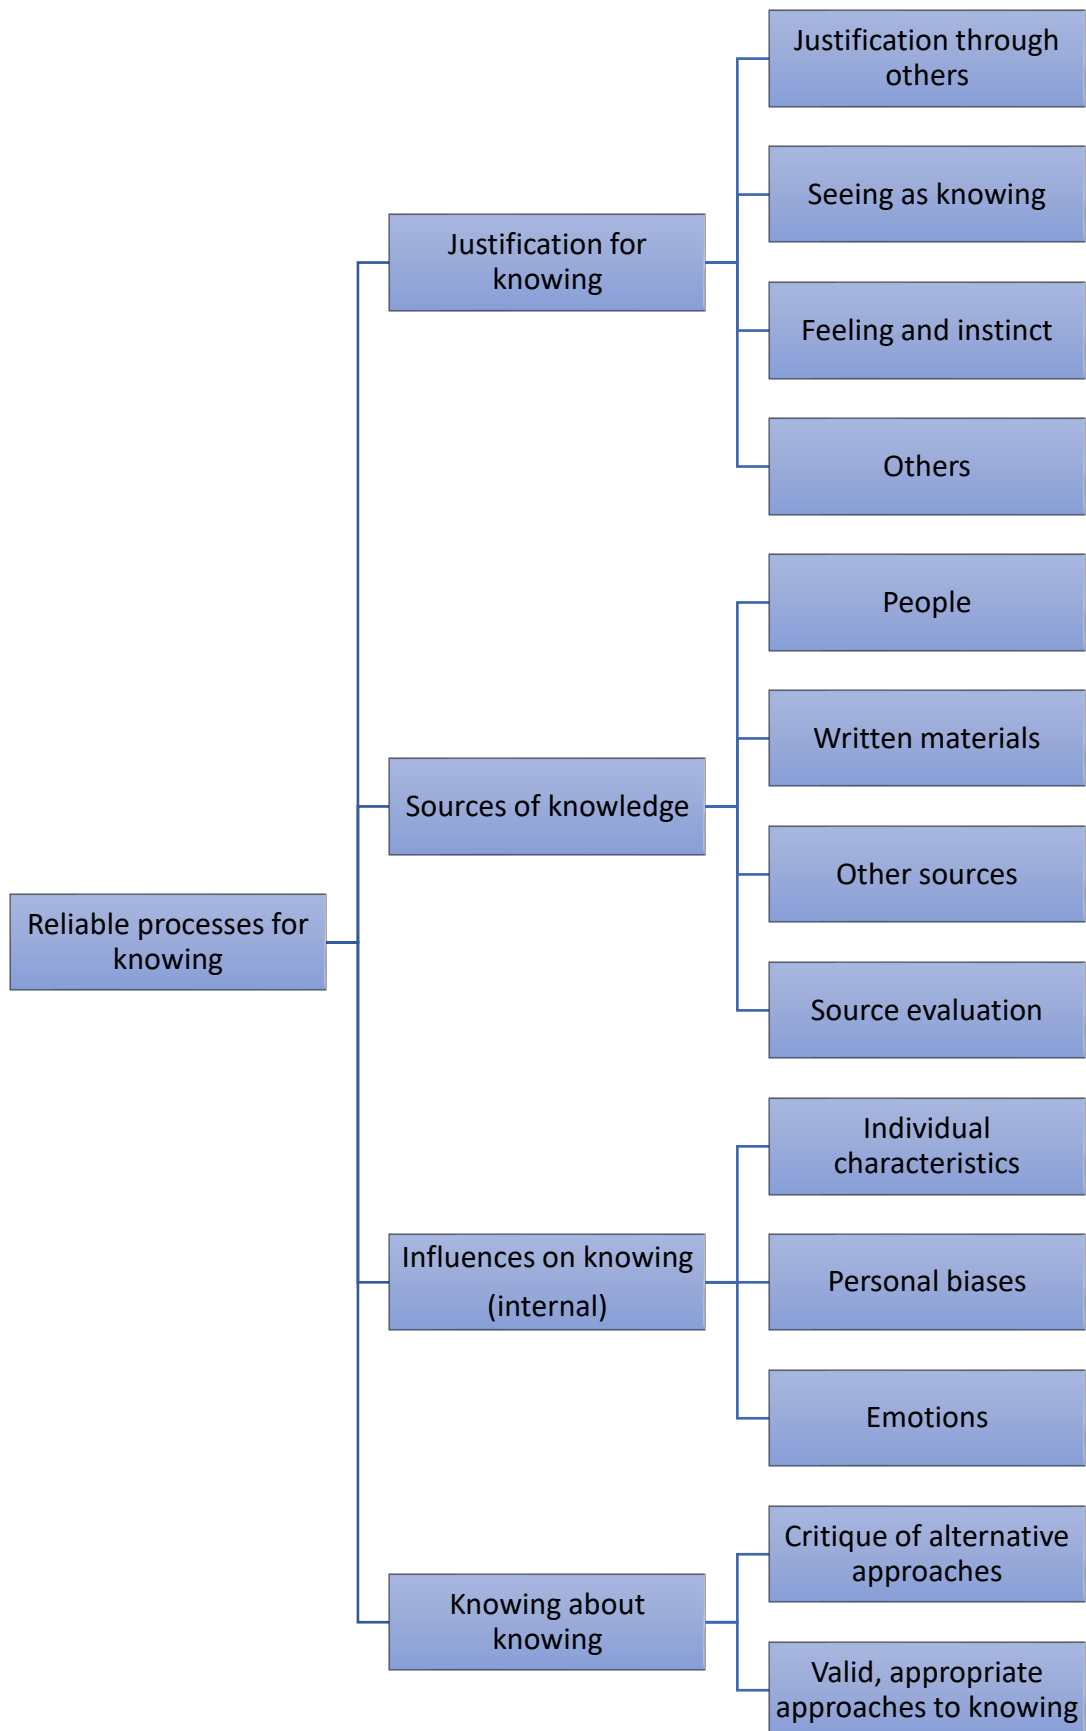 Reliable processes for
knowing
Justification for
knowing
Justification through
others
Seeing as knowing
Feeling and instinct
Others
Sources of knowledge
People
Written materials
Other sources
Source evaluation
Influences on knowing
(internal)
Individual
characteristics
Personal biases
Emotions
Knowing about
knowing
Critique of alternative
approaches
Valid, appropriate
approaches to knowing